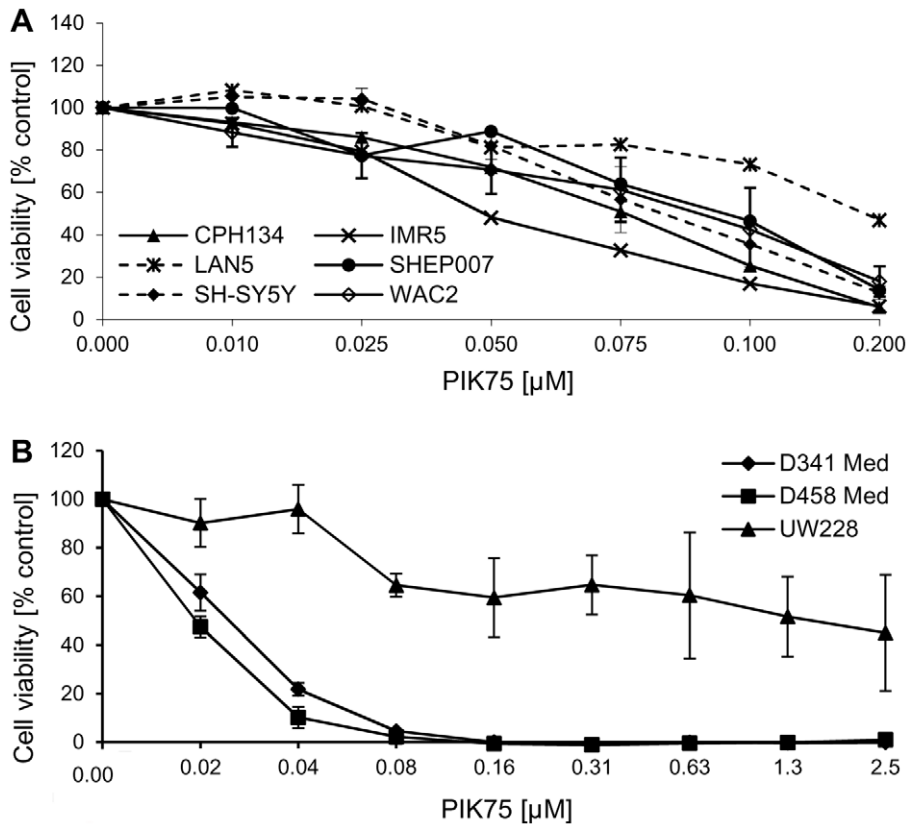 A
Cell viability [% control]
140
120
100
80
60
40
20
0
CPH134
IMR5
LAN5
SHEP007
SH-SY5Y
WAC2
0.000 0.010 0.025 0.050 0.075 0.100 0.200
PIK75 [µM]
B
Cell viability [% control]
120
100
80
60
40
20
0
D341 Med
D458 Med
UW228
0.00 0.02 0.04 0.08 0.16 0.31 0.63 1.3 2.5
PIK75 [µM]